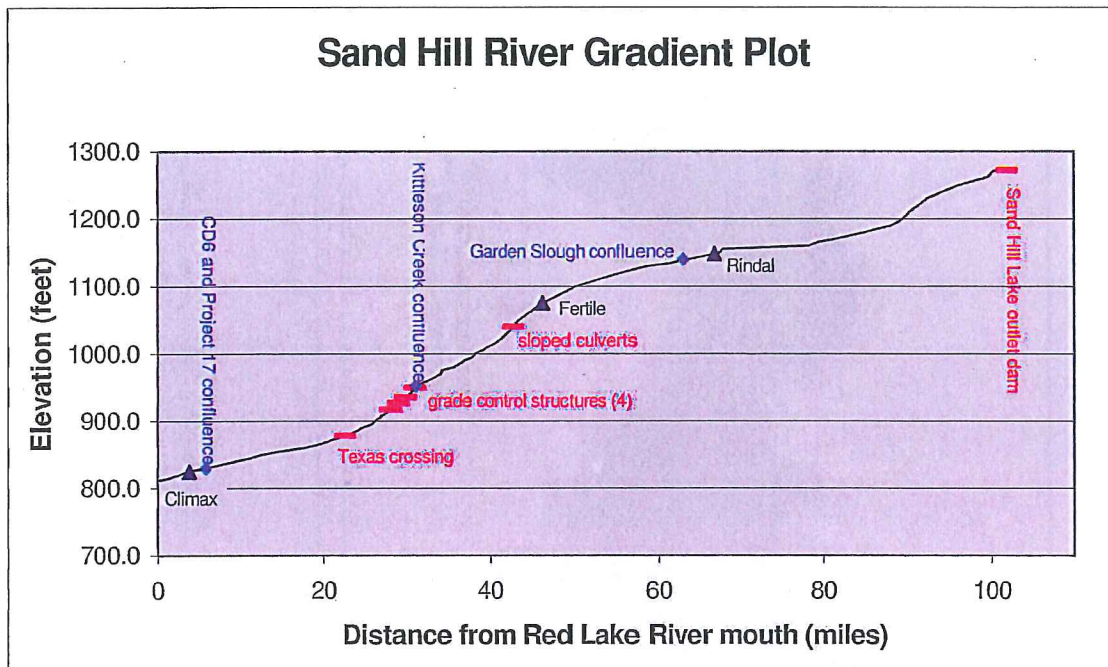 Sand Hill River Gradient Plot
Elevation (feet)
1300.0
1200.0
1100.0
1000.0
900.0
800.0
700.0
CD6 and Project 17 confluence
Kittleson Creek confluence
Garden Slough confluence
Rindal
Fertile
sloped culverts
grade control structures (4)
Texas crossing
Climax
Sand Hill Lake outlet dam
0
20
40
60
80
100
Distance from Red Lake River mouth (miles)